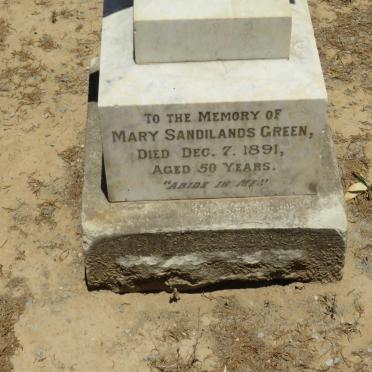 TO THE MEMORY OF
MARY SANDILANDS GREEN,
DIED DEC. 7. 1891,
AGED 50 YEARS.
"ABIDE IN ME."